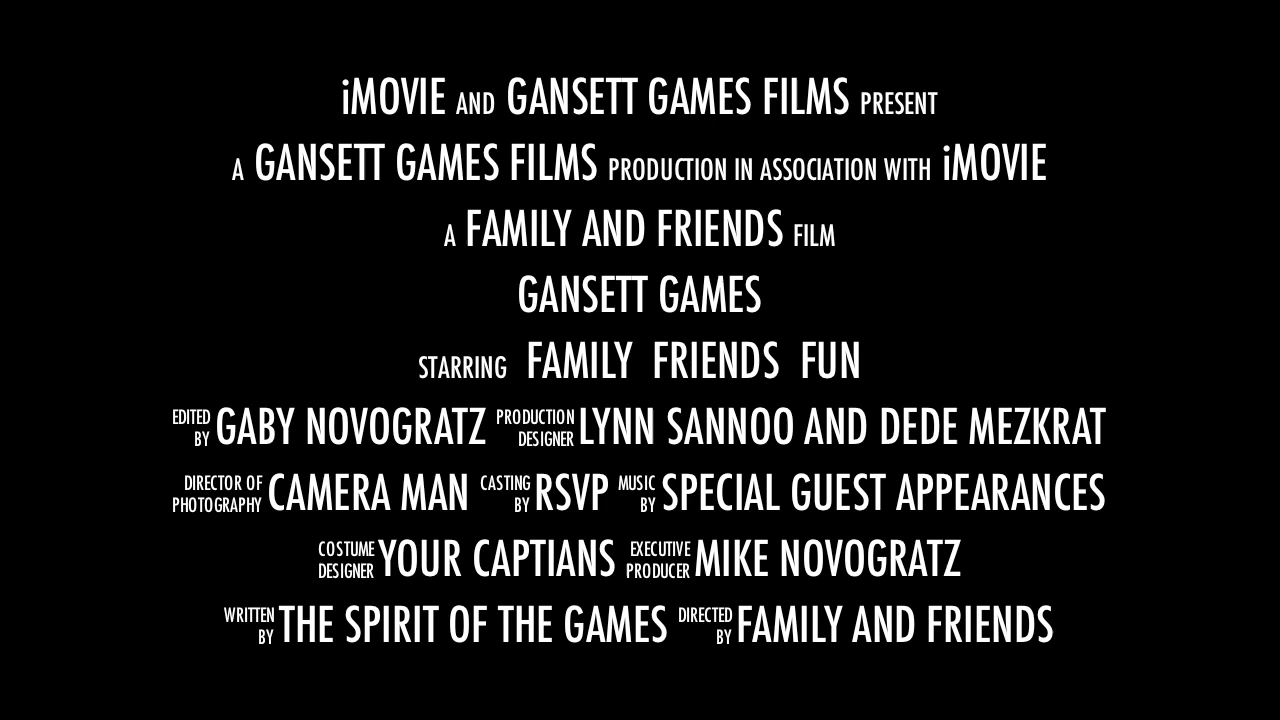 iMOVIE AND GANSETT GAMES FILMS PRESENT
A GANSETT GAMES FILMS PRODUCTION IN ASSOCIATION WITH iMOVIE
A FAMILY AND FRIENDS FILM
GANSETT GAMES
STARRING FAMILY FRIENDS FUN
EDITED BY GABY NOVOGRATZ PRODUCTION DESIGNER LYNN SANNOO AND DEDE MEZKRAT
DIRECTOR OF PHOTOGRAPHY CAMERA MAN CASTING BY RSVP MUSIC BY SPECIAL GUEST APPEARANCES
COSTUME DESIGNER YOUR CAPTIANS EXECUTIVE PRODUCER MIKE NOVOGRATZ
WRITTEN BY THE SPIRIT OF THE GAMES DIRECTED BY FAMILY AND FRIENDS